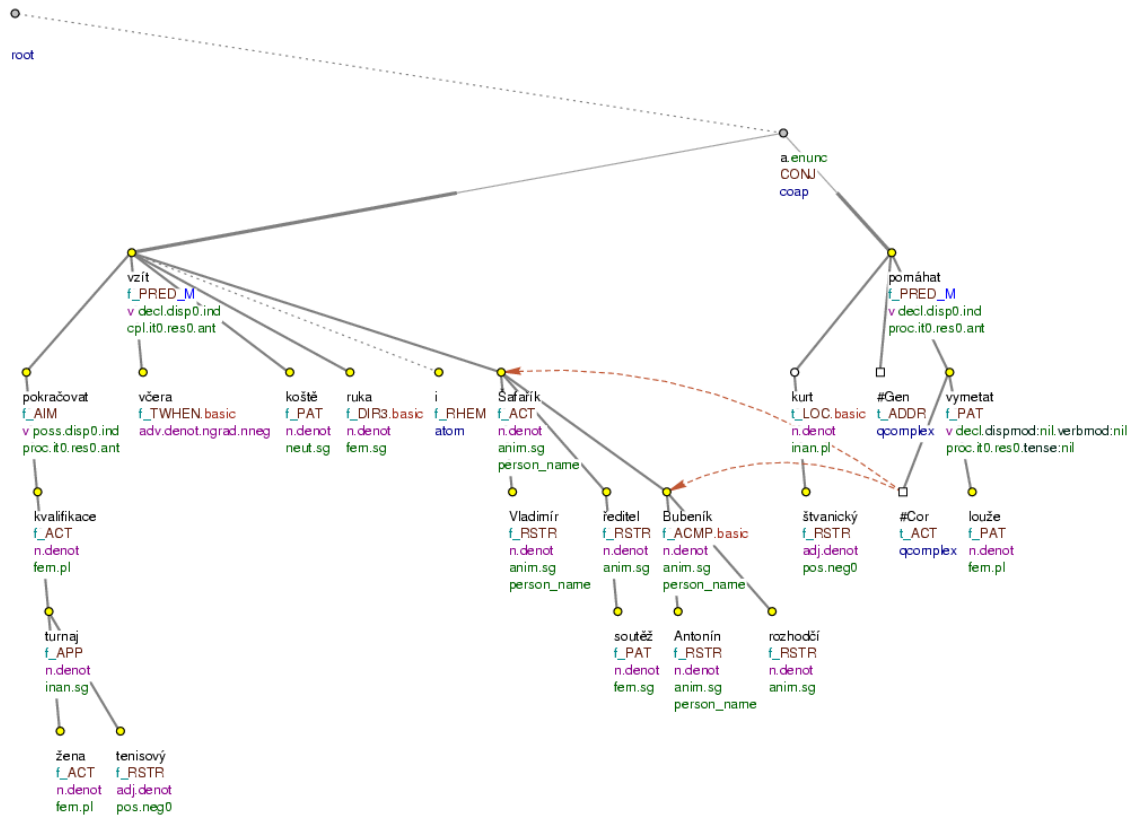 root
a.enunc
CONJ
coap
vzít
f_PRED_M
v decl.disp0.ind
cpl.it0.res0.ant
pomáhat
f_PRED_M
v decl.disp0.ind
proc.it0.res0.ant
pokračovat
f_AIM
v poss.disp0.ind
proc.it0.res0.ant
včera
f_TWHEN.basic
adv.denot.ngrad.nneg
koště
f_PAT
n.denot
neut.sg
ruka
f_DIR3.basic
n.denot
fem.sg
i
f_RHEM
atom
Šafařík
f_ACT
n.denot
anim.sg
person_name
kurt
t_LOC.basic
n.denot
inan.pl
#Gen
t_ADDR
qcomplex
vymetat
f_PAT
v decl.dispmod:nil.verbmod:nil
proc.it0.res0.tense:nil
kvalifikace
f_ACT
n.denot
fem.pl
Vladimír
f_RSTR
n.denot
anim.sg
person_name
ředitel
f_RSTR
n.denot
anim.sg
Bubeník
f_ACMP.basic
n.denot
anim.sg
person_name
štvanický
f_RSTR
adj.denot
pos.neg0
#Cor
t_ACT
qcomplex
louže
f_PAT
n.denot
fem.pl
turnaj
f_APP
n.denot
inan.sg
soutěž
f_PAT
n.denot
fem.sg
Antonín
f_RSTR
n.denot
anim.sg
person_name
rozhodčí
f_RSTR
n.denot
anim.sg
žena
f_ACT
n.denot
fem.pl
tenisový
f_RSTR
adj.denot
pos.neg0